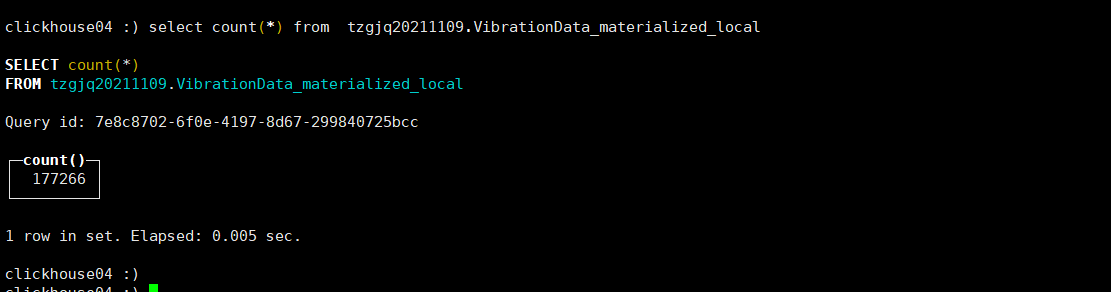 clickhouse04 :) select count(*) from  tzgjq20211109.VibrationData_materialized_local
SELECT count(*)
FROM tzgjq20211109.VibrationData_materialized_local
Query id: 7e8c8702-6f0e-4197-8d67-299840725bcc
count()
177266
1 row in set. Elapsed: 0.005 sec.
clickhouse04 :)
clickhouse04 :)